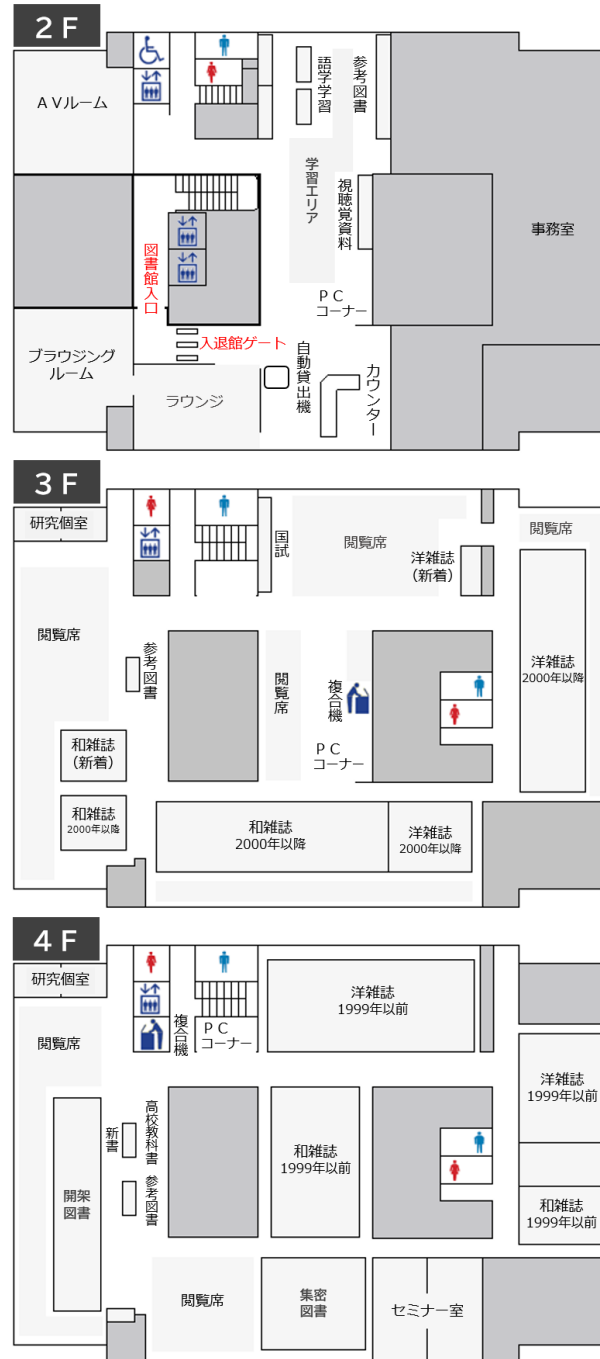 2F
AVルーム
語学学習
参考図書
学習エリア
視聴覚資料
事務室
図書館入口
PC
コーナー
入退館ゲート
ブラウジング
ルーム
ラウンジ
自動貸出機
カウンター
3F
研究個室
国試
閲覧席
洋雑誌
(新着)
閲覧席
閲覧席
参考図書
閲覧席
複合機
洋雑誌
2000年以降
和雑誌
(新着)
PC
コーナー
和雑誌
2000年以降
和雑誌
2000年以降
洋雑誌
2000年以降
4F
研究個室
複合機
PC
コーナー
洋雑誌
1999年以前
閲覧席
新書
高校教科書
参考図書
和雑誌
1999年以前
洋雑誌
1999年以前
開架
図書
和雑誌
1999年以前
閲覧席
集密
図書
セミナー室